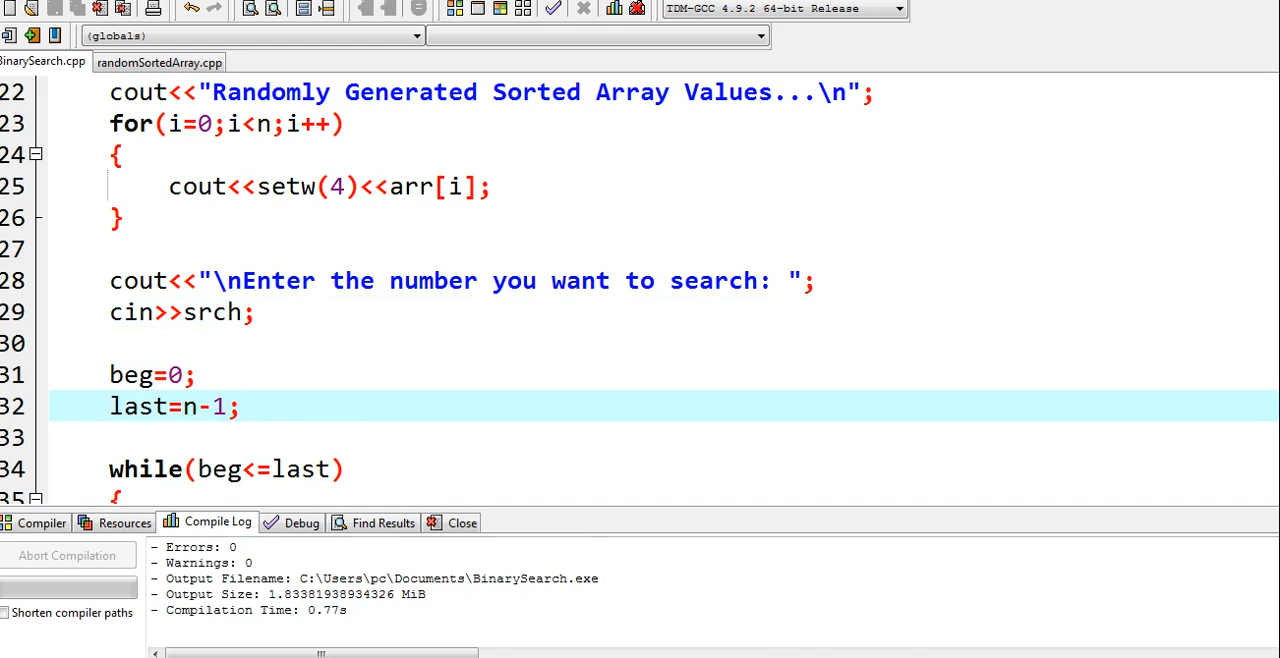 TDM-GCC 4.9.2 64-bit Release
(globals)
BinarySearch.cpp randomSortedArray.cpp
22 cout<<"Randomly Generated Sorted Array Values...\n";
23 for(i=0;i<n;i++)
24 {
25 cout<<setw(4)<<arr[i];
26 }
27
28 cout<<"\nEnter the number you want to search: ";
29 cin>>srch;
30
31 beg=0;
32 last=n-1;
33
34 while(beg<=last)
35 {
Compiler Resources Compile Log Debug Find Results Close
Abort Compilation
Shorten compiler paths
- Errors: 0
- Warnings: 0
- Output Filename: C:\Users\pc\Documents\BinarySearch.exe
- Output Size: 1.83381938934326 MiB
- Compilation Time: 0.77s